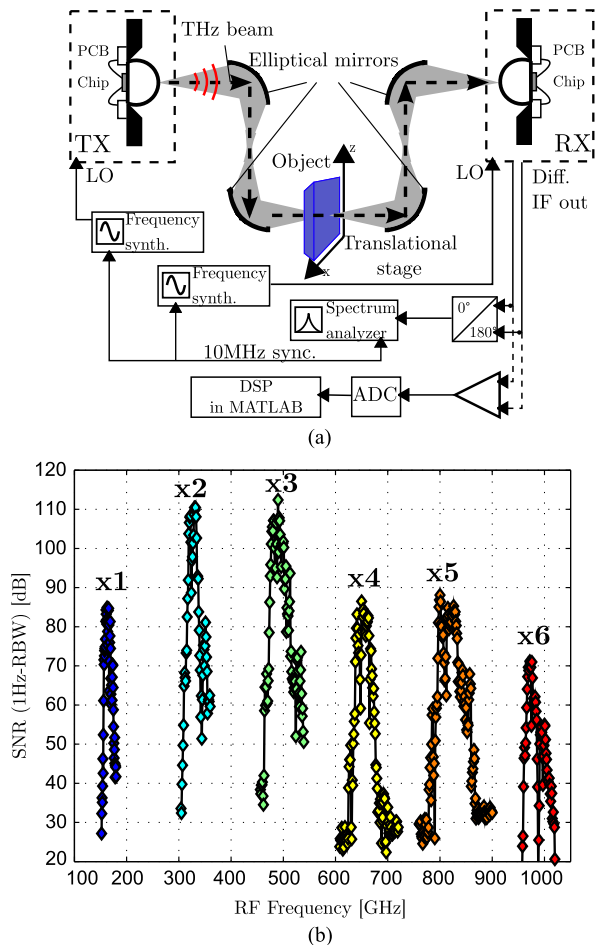 THz beam
Elliptical mirrors
PCB
Chip
TX
LO
PCB
Chip
RX
LO
Diff.
IF out
Object
z
x
Translational
stage
Frequency
synth.
Frequency
synth.
Spectrum
analyzer
0°
180°
10MHz sync.
DSP
in MATLAB
ADC
(a)
120
110
100
90
80
70
60
50
40
30
20
SNR (1Hz-RBW) [dB]
x1
x2
x3
x4
x5
x6
100 200 300 400 500 600 700 800 900 1000
RF Frequency [GHz]
(b)